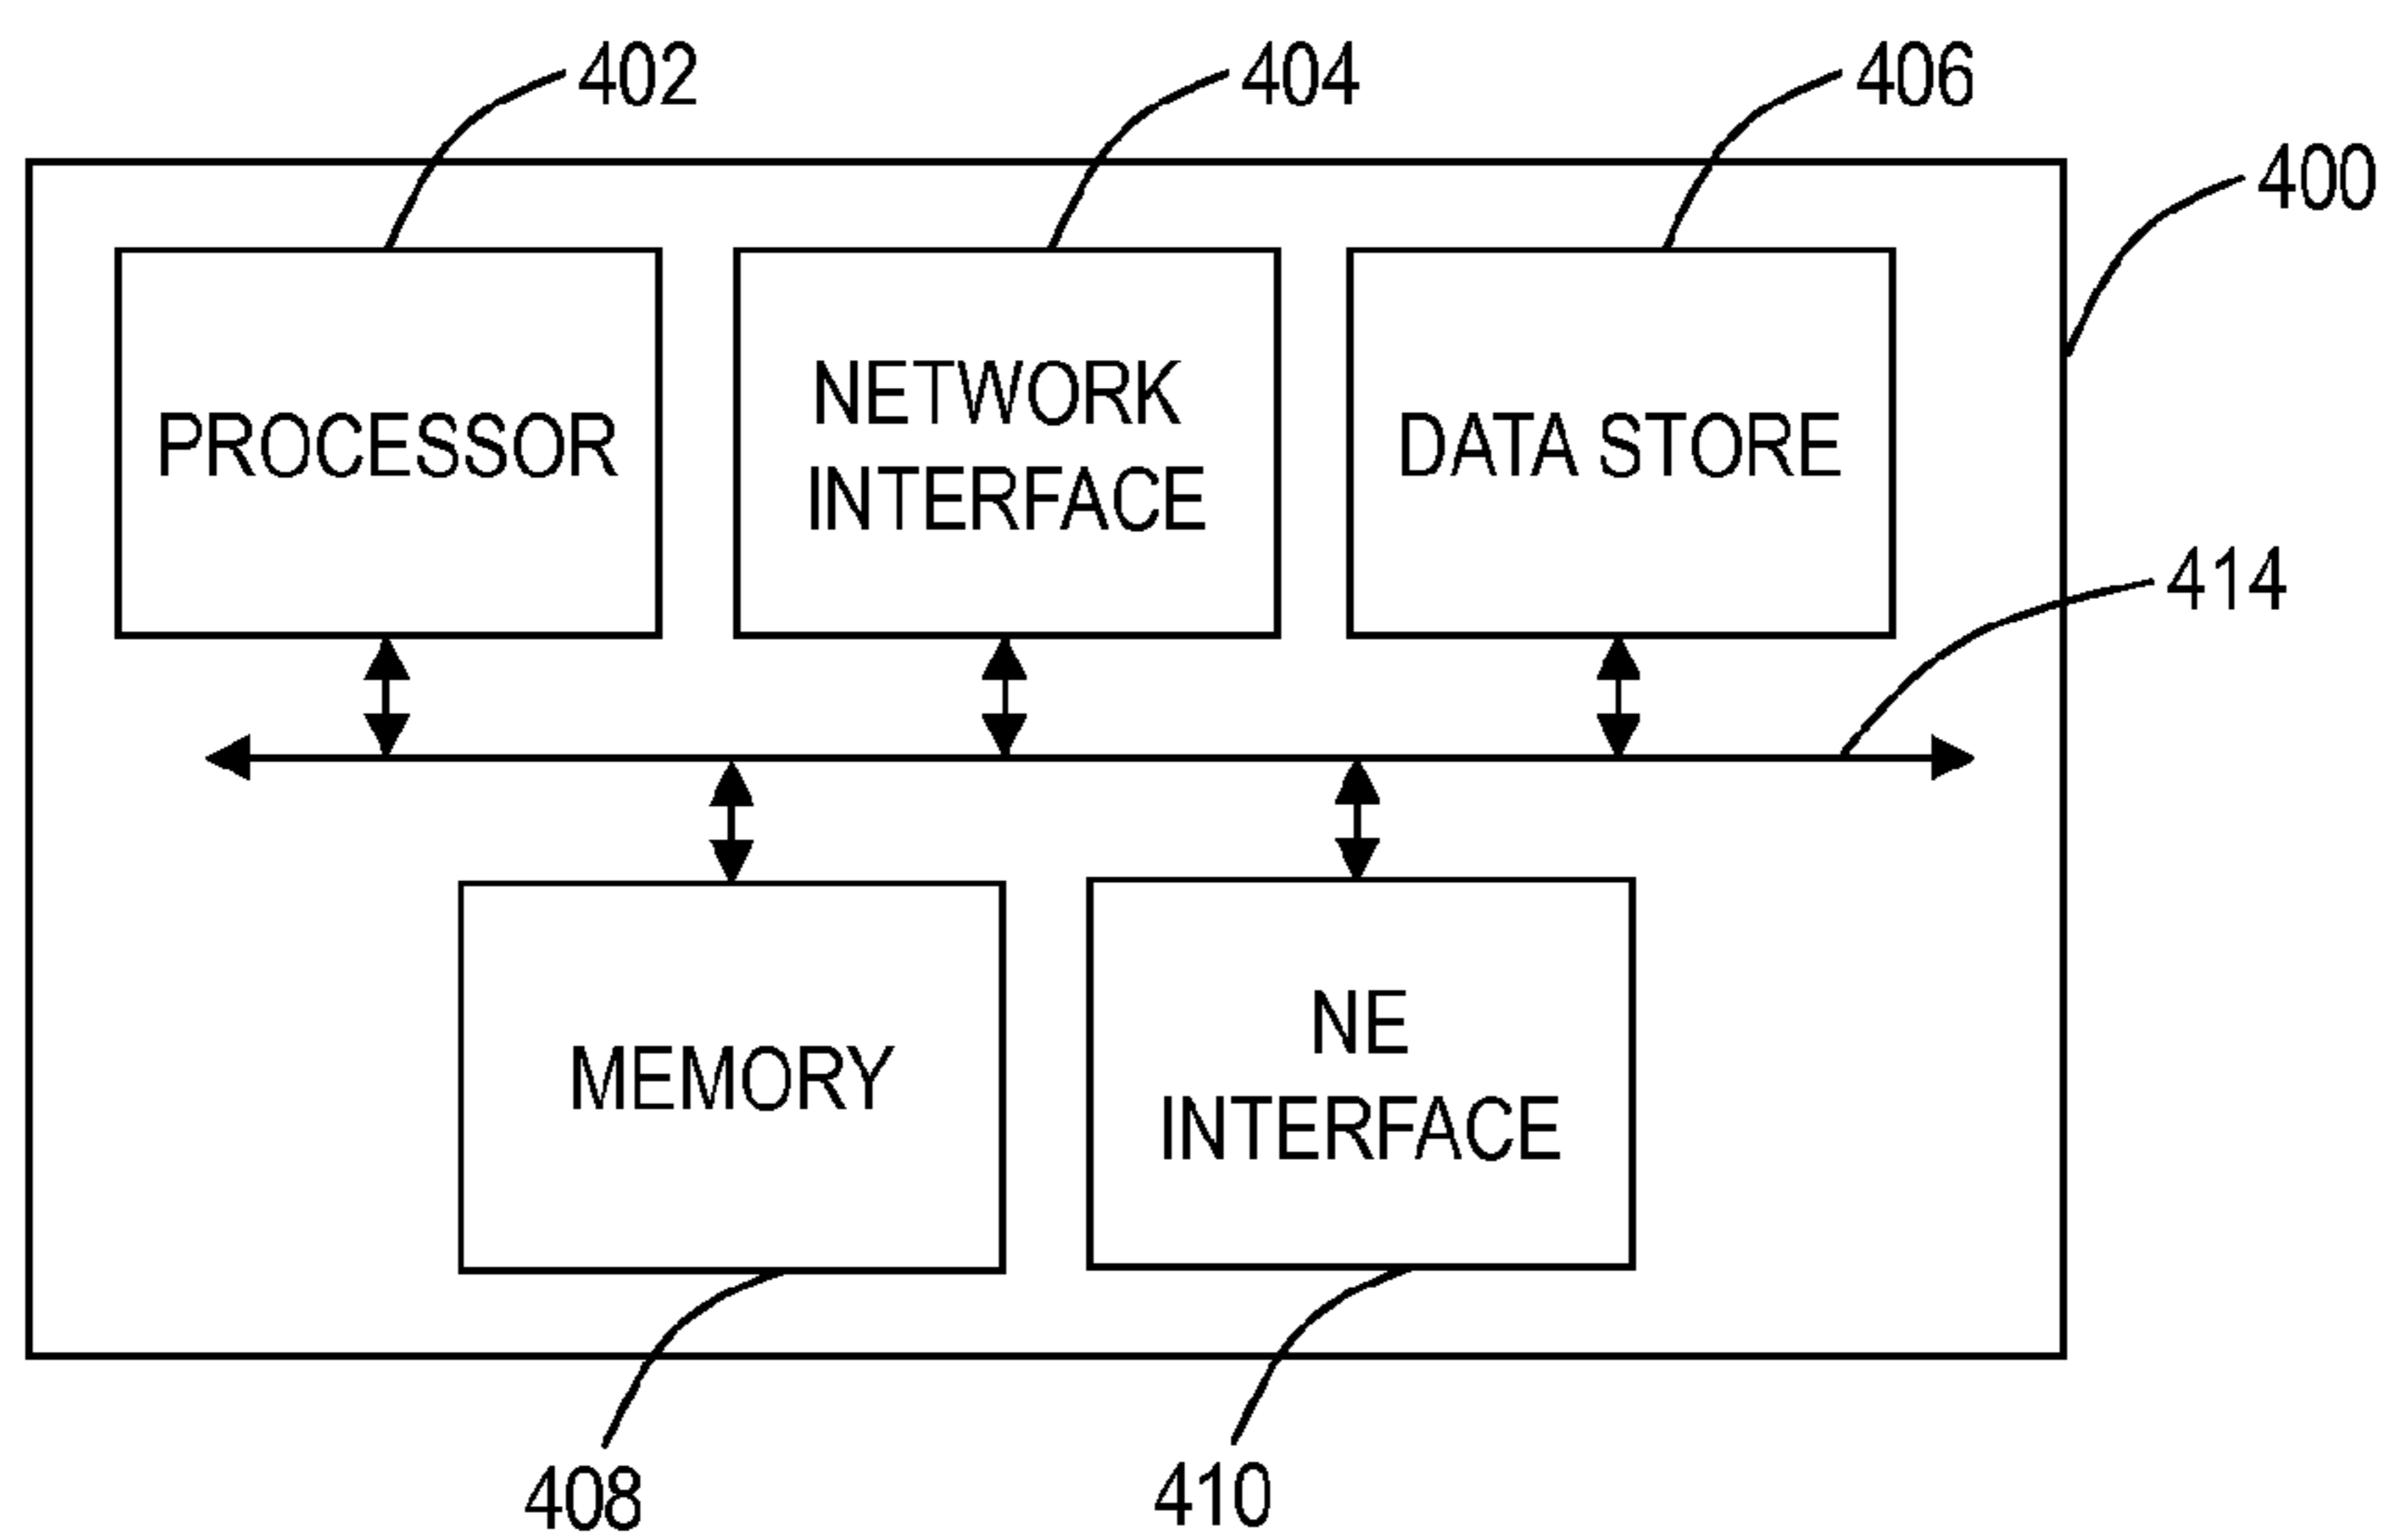 402
404
406
400
PROCESSOR
NETWORK
INTERFACE
DATA STORE
414
MEMORY
NE
INTERFACE
408
410